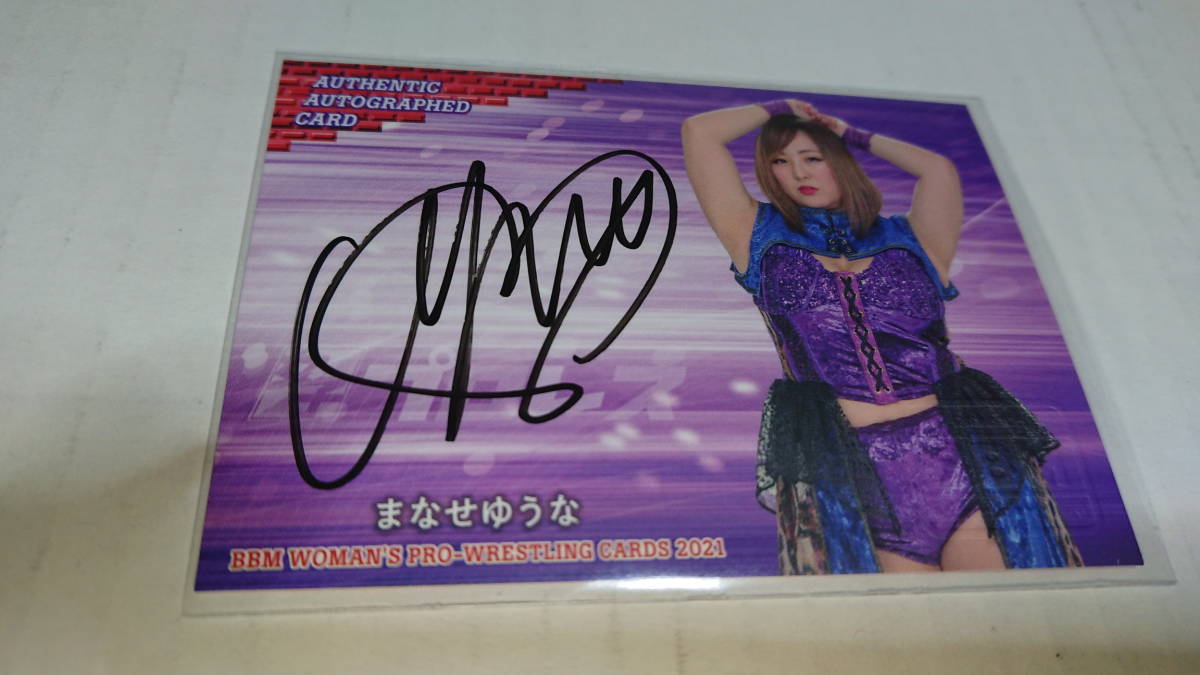 AUTHENTIC
AUTOGRAPHED
CARD
まなせゆうな
BBM WOMAN'S PRO-WRESTLING CARDS 2021